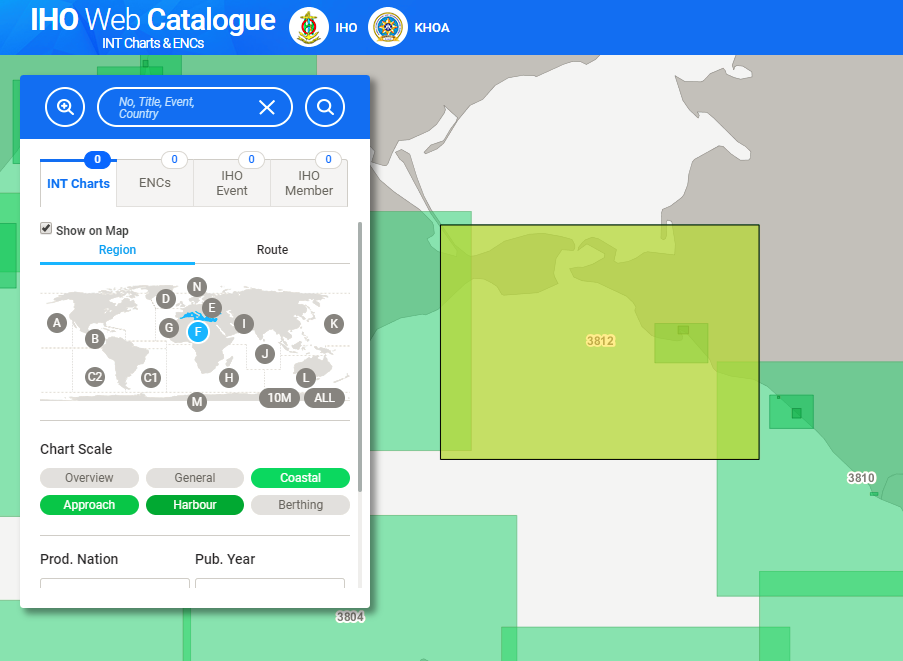 IHO Web Catalogue
INT Charts & ENCs
IHO
KHOA
No, Title, Event,
Country
0
0
0
0
INT Charts
ENCs
IHO
Event
IHO
Member
Show on Map
Region
Route
N
D
E
A
G
F
I
K
B
J
C2
C1
H
L
M
10M
ALL
Chart Scale
Overview
General
Coastal
Approach
Harbour
Berthing
Prod. Nation
Pub. Year
3812
3810
3804